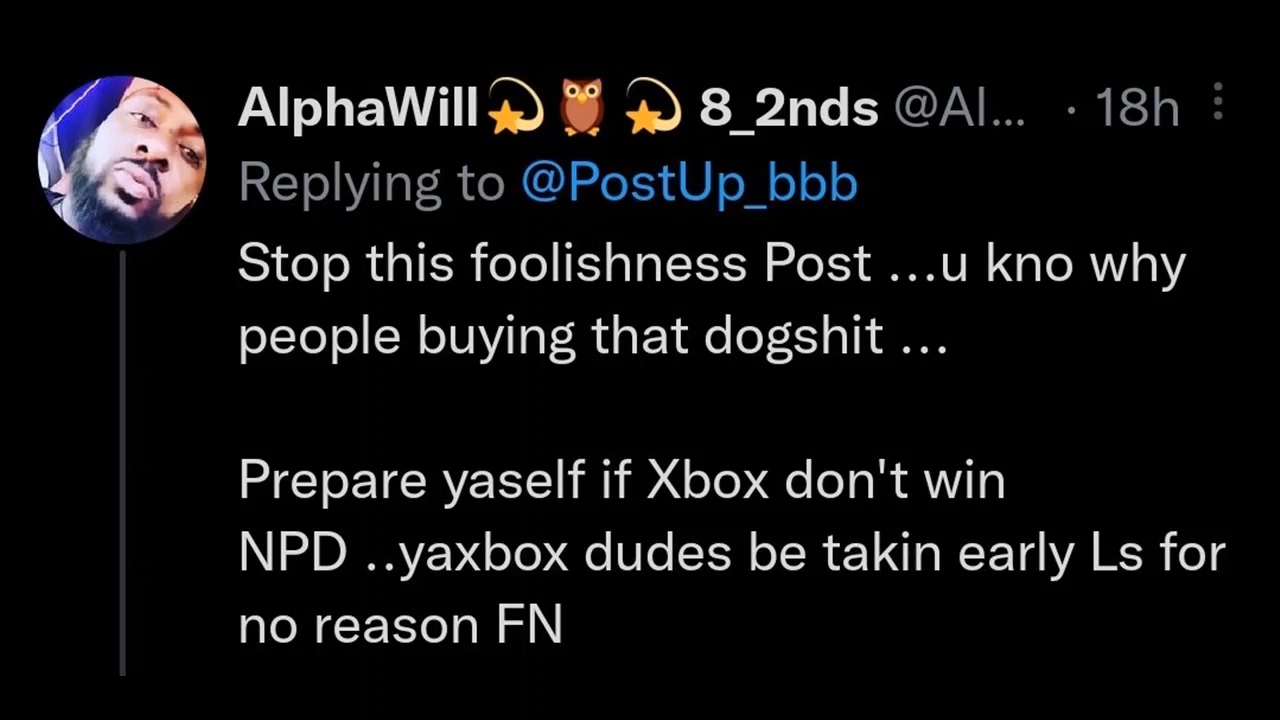 AlphaWill💫🦉💫 8_2nds @Al... · 18h
Replying to @PostUp_bbb
Stop this foolishness Post ...u kno why
people buying that dogshit ...
Prepare yaself if Xbox don't win
NPD ..yaxbox dudes be takin early Ls for
no reason FN